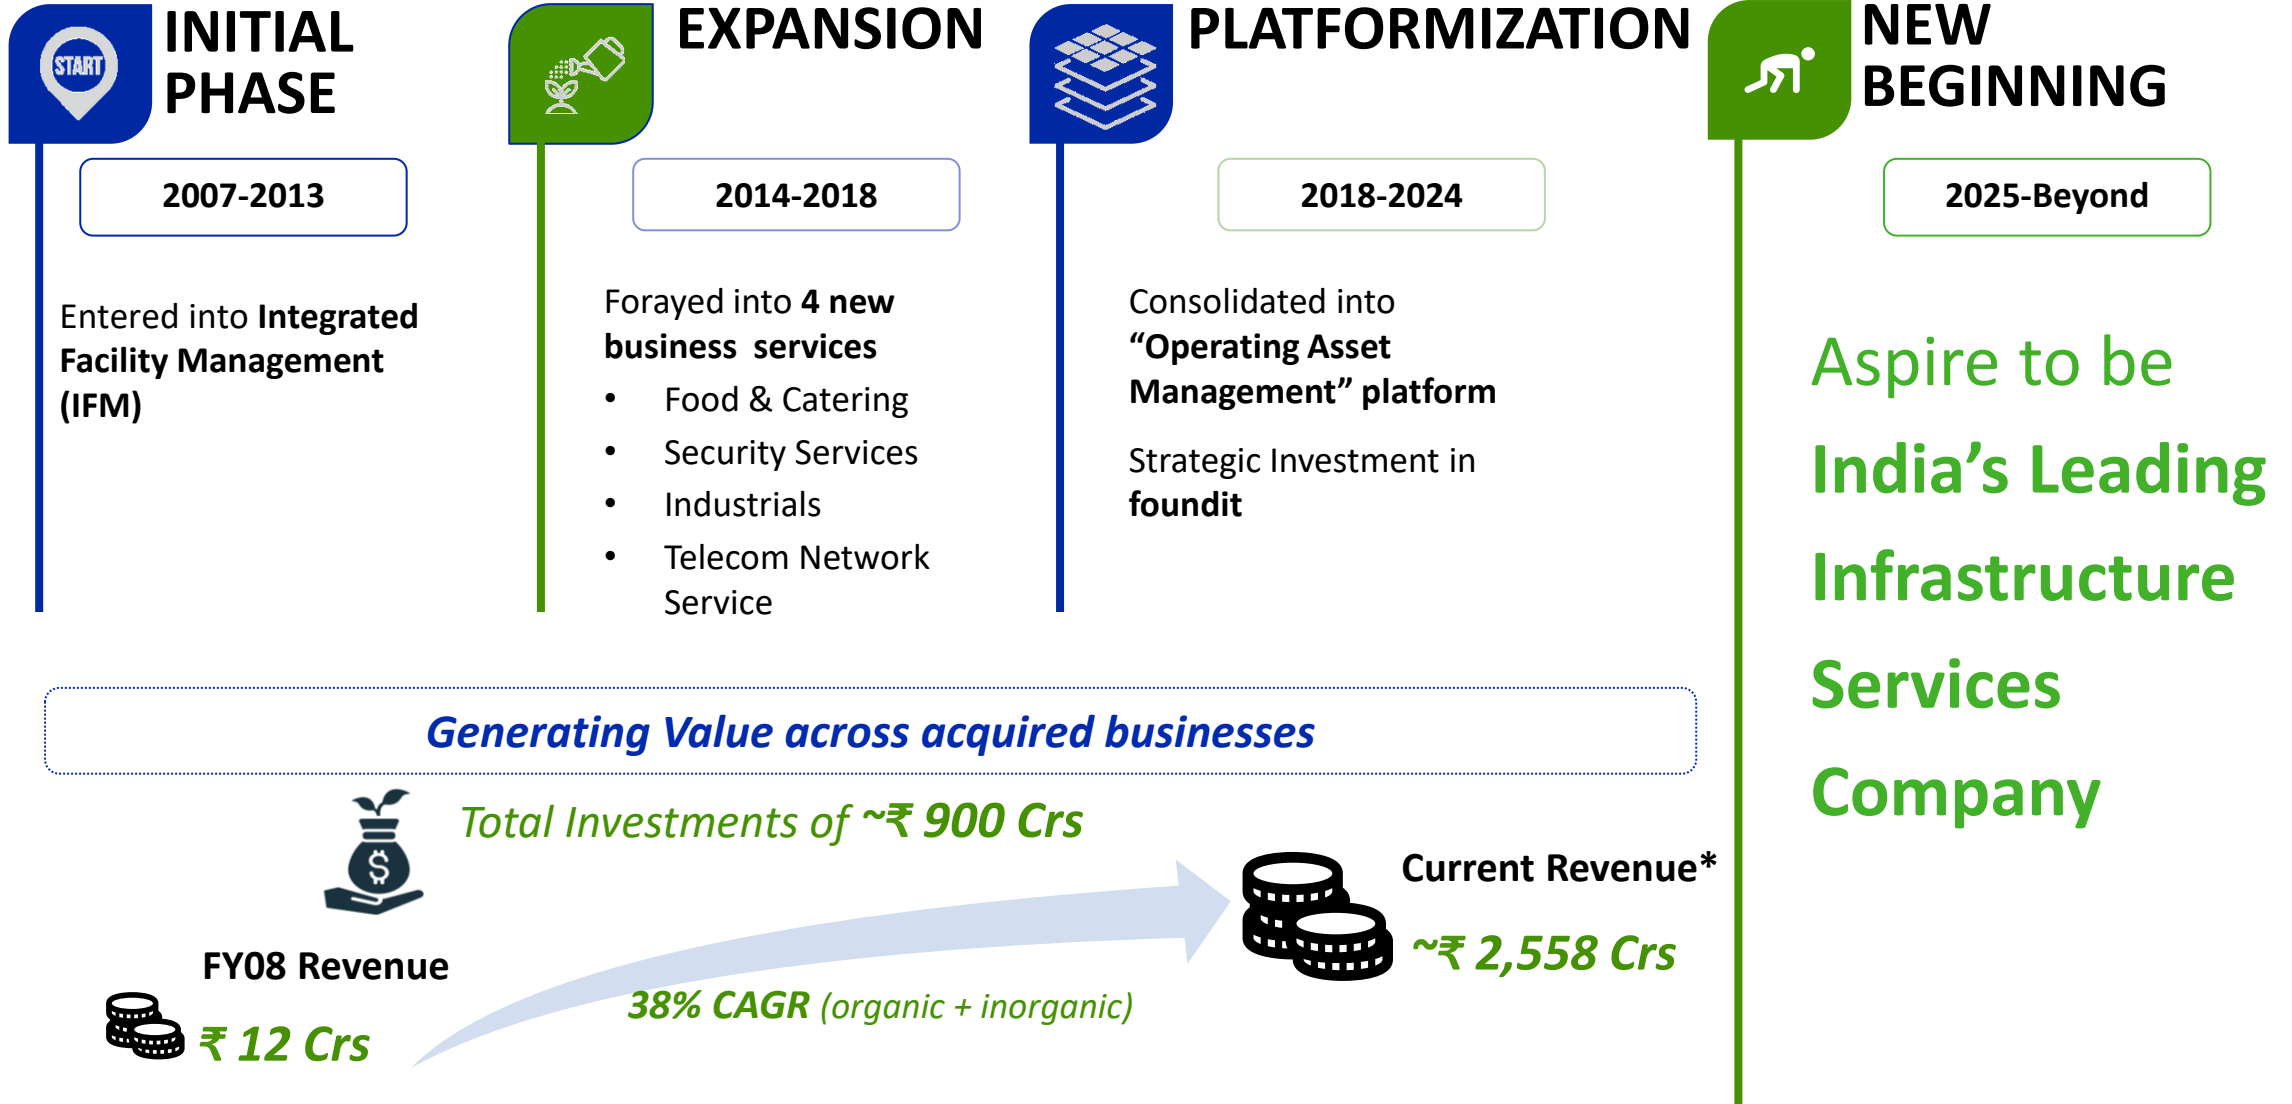 START
INITIAL
PHASE
2007-2013
Entered into Integrated
Facility Management
(IFM)
EXPANSION
2014-2018
Forayed into 4 new
business  services
• Food & Catering
• Security Services
• Industrials
• Telecom Network
Service
PLATFORMIZATION
2018-2024
Consolidated into
“Operating Asset
Management” platform
Strategic Investment in
foundit
NEW
BEGINNING
2025-Beyond
Aspire to be
India’s Leading
Infrastructure
Services
Company
Generating Value across acquired businesses
$
Total Investments of ~₹ 900 Crs
FY08 Revenue
₹ 12 Crs
38% CAGR (organic + inorganic)
Current Revenue*
~₹ 2,558 Crs